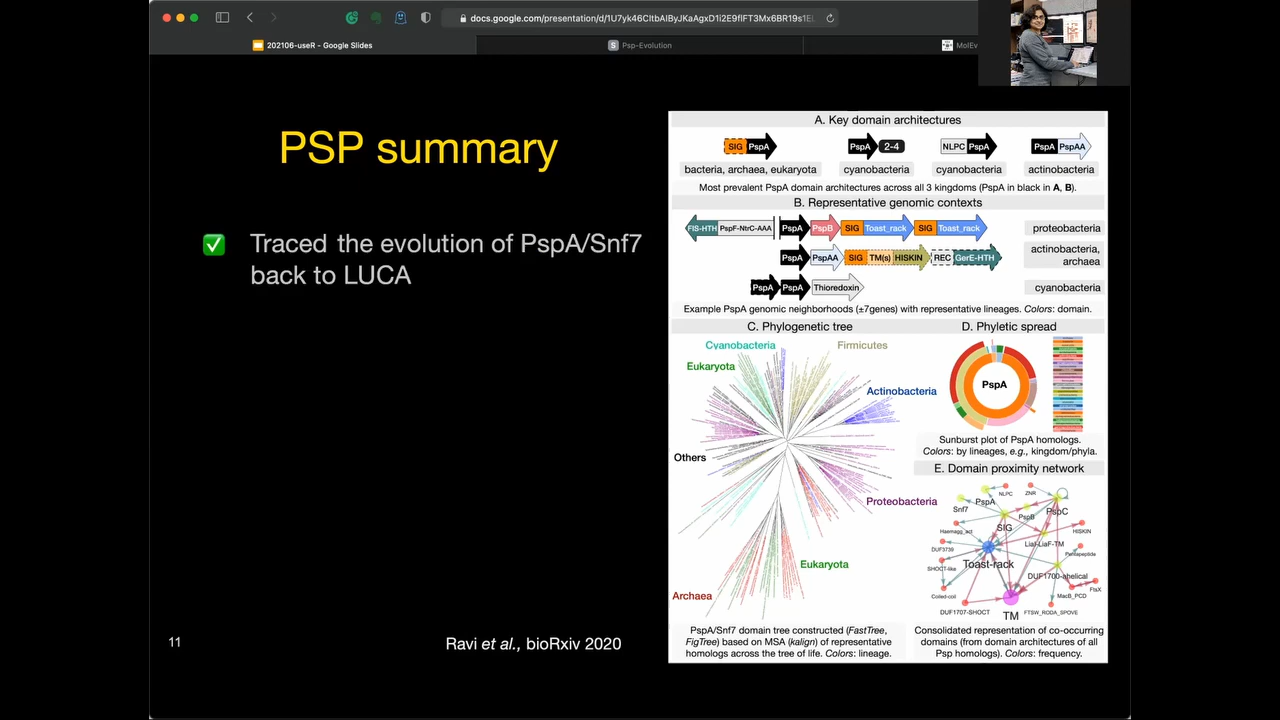 docs.google.com/presentation/d/1U7yk46CltbAIByJKaAgxD1i2E9fIFT3Mx6BR19s1El
202106-useR - Google Slides
Psp-Evolution
MolEv
PSP summary
Traced the evolution of PspA/Snf7
back to LUCA
11
Ravi et al., bioRxiv 2020
A. Key domain architectures
SIG PspA
PspA 2-4
NLPC PspA
PspA PspAA
bacteria, archaea, eukaryota
cyanobacteria
cyanobacteria
actinobacteria
Most prevalent PspA domain architectures across all 3 kingdoms (PspA in black in A, B).
B. Representative genomic contexts
FIS-HTH PspF-NtrC-AAA PspA PspB SIG Toast_rack SIG Toast_rack
proteobacteria
PspA PspAA SIG TM(s) HISKIN REC GerE-HTH
actinobacteria,
archaea
PspA PspA Thioredoxin
cyanobacteria
Example PspA genomic neighborhoods (±7genes) with representative lineages. Colors: domain.
C. Phylogenetic tree
Cyanobacteria
Firmicutes
Eukaryota
Actinobacteria
Others
Proteobacteria
Eukaryota
Archaea
PspA/Snf7 domain tree constructed (FastTree,
FigTree) based on MSA (kalign) of representative
homologs across the tree of life. Colors: lineage.
D. Phyletic spread
PspA
Sunburst plot of PspA homologs.
Colors: by lineages, e.g., kingdom/phyla.
E. Domain proximity network
NLPC
ZNR
PspA
Snf7
PspC
PspB
SIG
Haemagg_act
HISKIN
LiaI-LiaF-TM
DUF3739
Pentapeptide
SHOCT-like
Toast-rack
DUF1700-ahelical
FtsX
Coiled-coil
MacB_PCD
DUF1707-SHOCT
TM
FTSW_RODA_SPOVE
Consolidated representation of co-occurring
domains (from domain architectures of all
Psp homologs). Colors: frequency.